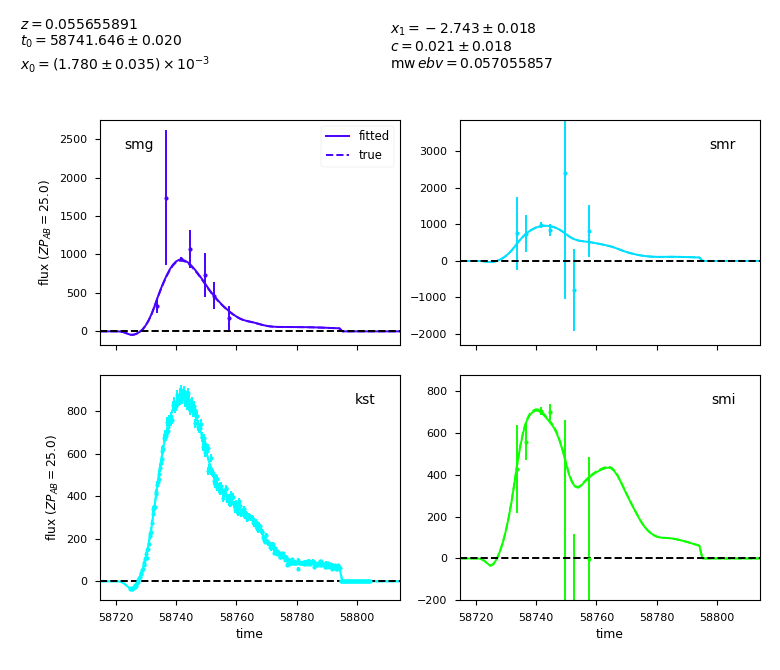 z = 0.055655891
t₀ = 58741.646 ± 0.020
x₀ = (1.780 ± 0.035) × 10⁻³
x₁ = −2.743 ± 0.018
c = 0.021 ± 0.018
mw ebv = 0.057055857
smg
fitted
true
2500
2000
1500
1000
500
0
flux (ZP_AB = 25.0)
smr
3000
2000
1000
0
−1000
−2000
kst
800
600
400
200
0
flux (ZP_AB = 25.0)
58720 58740 58760 58780 58800
time
smi
800
600
400
200
0
−200
58720 58740 58760 58780 58800
time